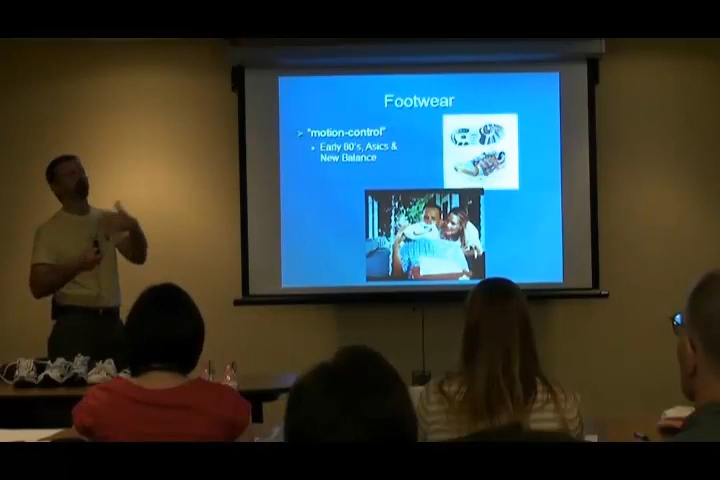 Footwear
"motion-control"
Early 80's, Asics &
New Balance